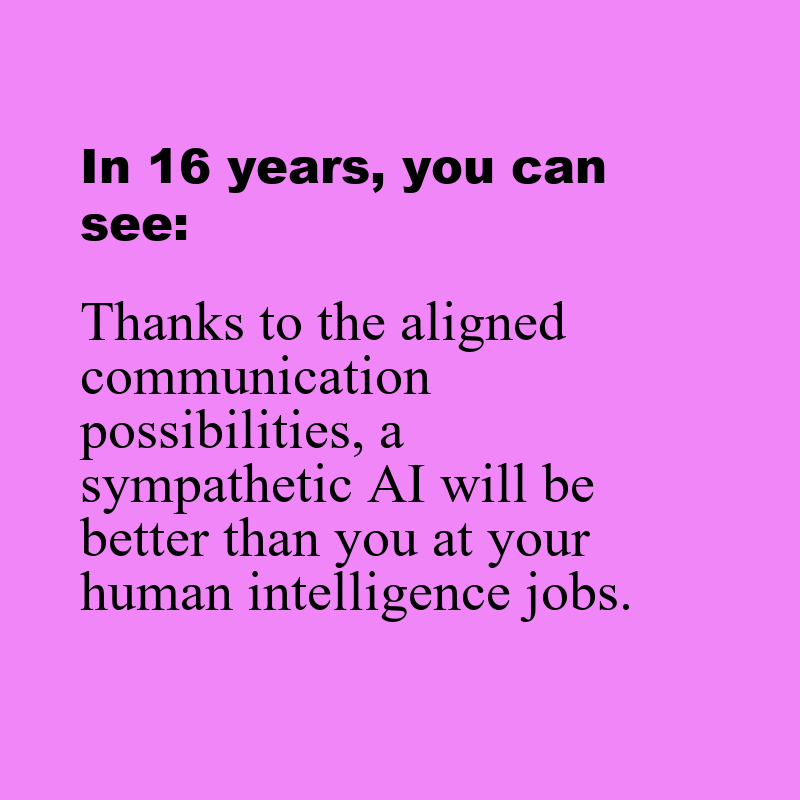 In 16 years, you can
see:
Thanks to the aligned
communication
possibilities, a
sympathetic AI will be
better than you at your
human intelligence jobs.